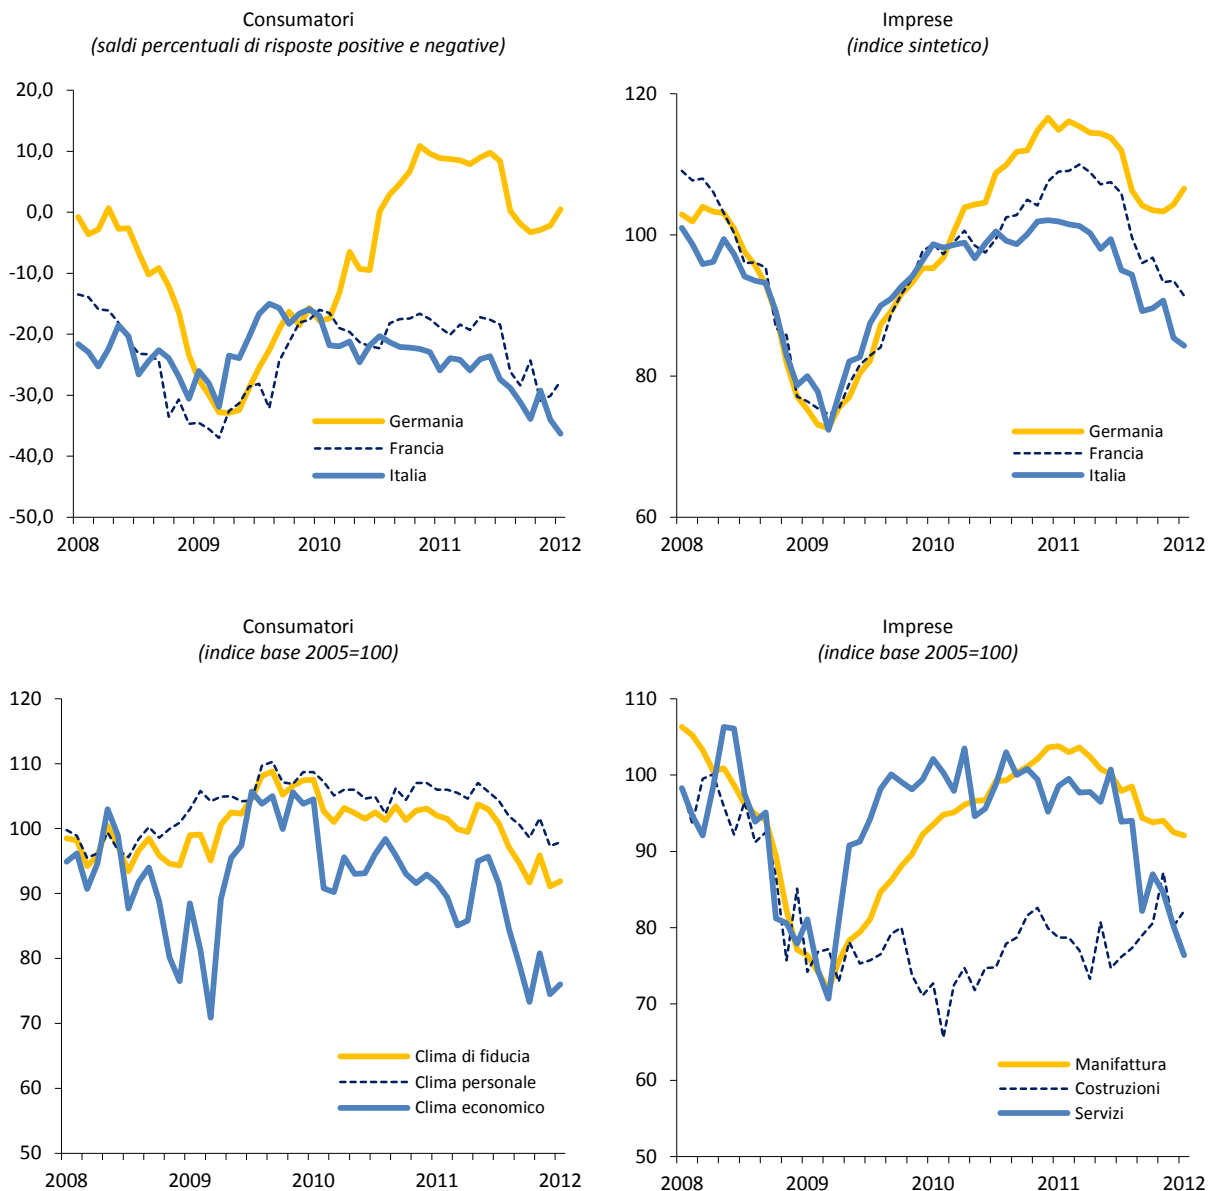 Consumatori
(saldi percentuali di risposte positive e negative)
20,0
10,0
0,0
-10,0
-20,0
-30,0
-40,0
-50,0
2008 2009 2010 2011 2012
Germania
Francia
Italia
Imprese
(indice sintetico)
120
100
80
60
2008 2009 2010 2011 2012
Germania
Francia
Italia
Consumatori
(indice base 2005=100)
120
110
100
90
80
70
60
50
2008 2009 2010 2011 2012
Clima di fiducia
Clima personale
Clima economico
Imprese
(indice base 2005=100)
110
100
90
80
70
60
50
2008 2009 2010 2011 2012
Manifattura
Costruzioni
Servizi